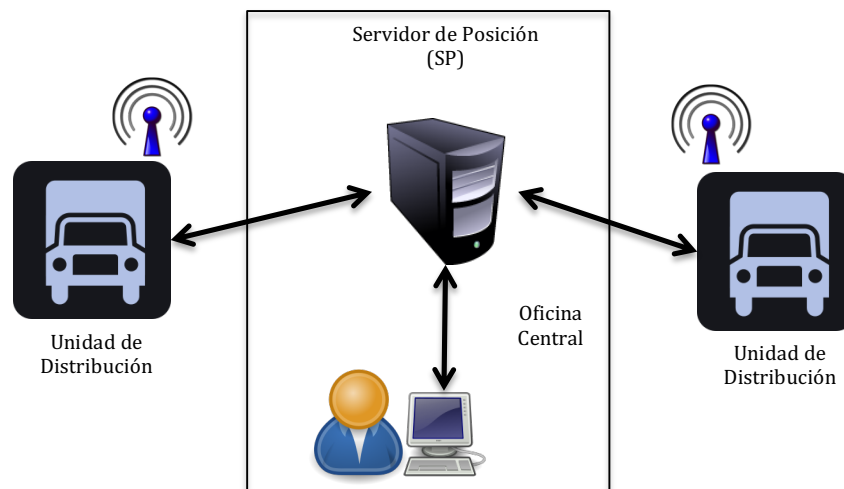 Servidor de Posición
(SP)
Oficina
Central
Unidad de
Distribución
Unidad de
Distribución